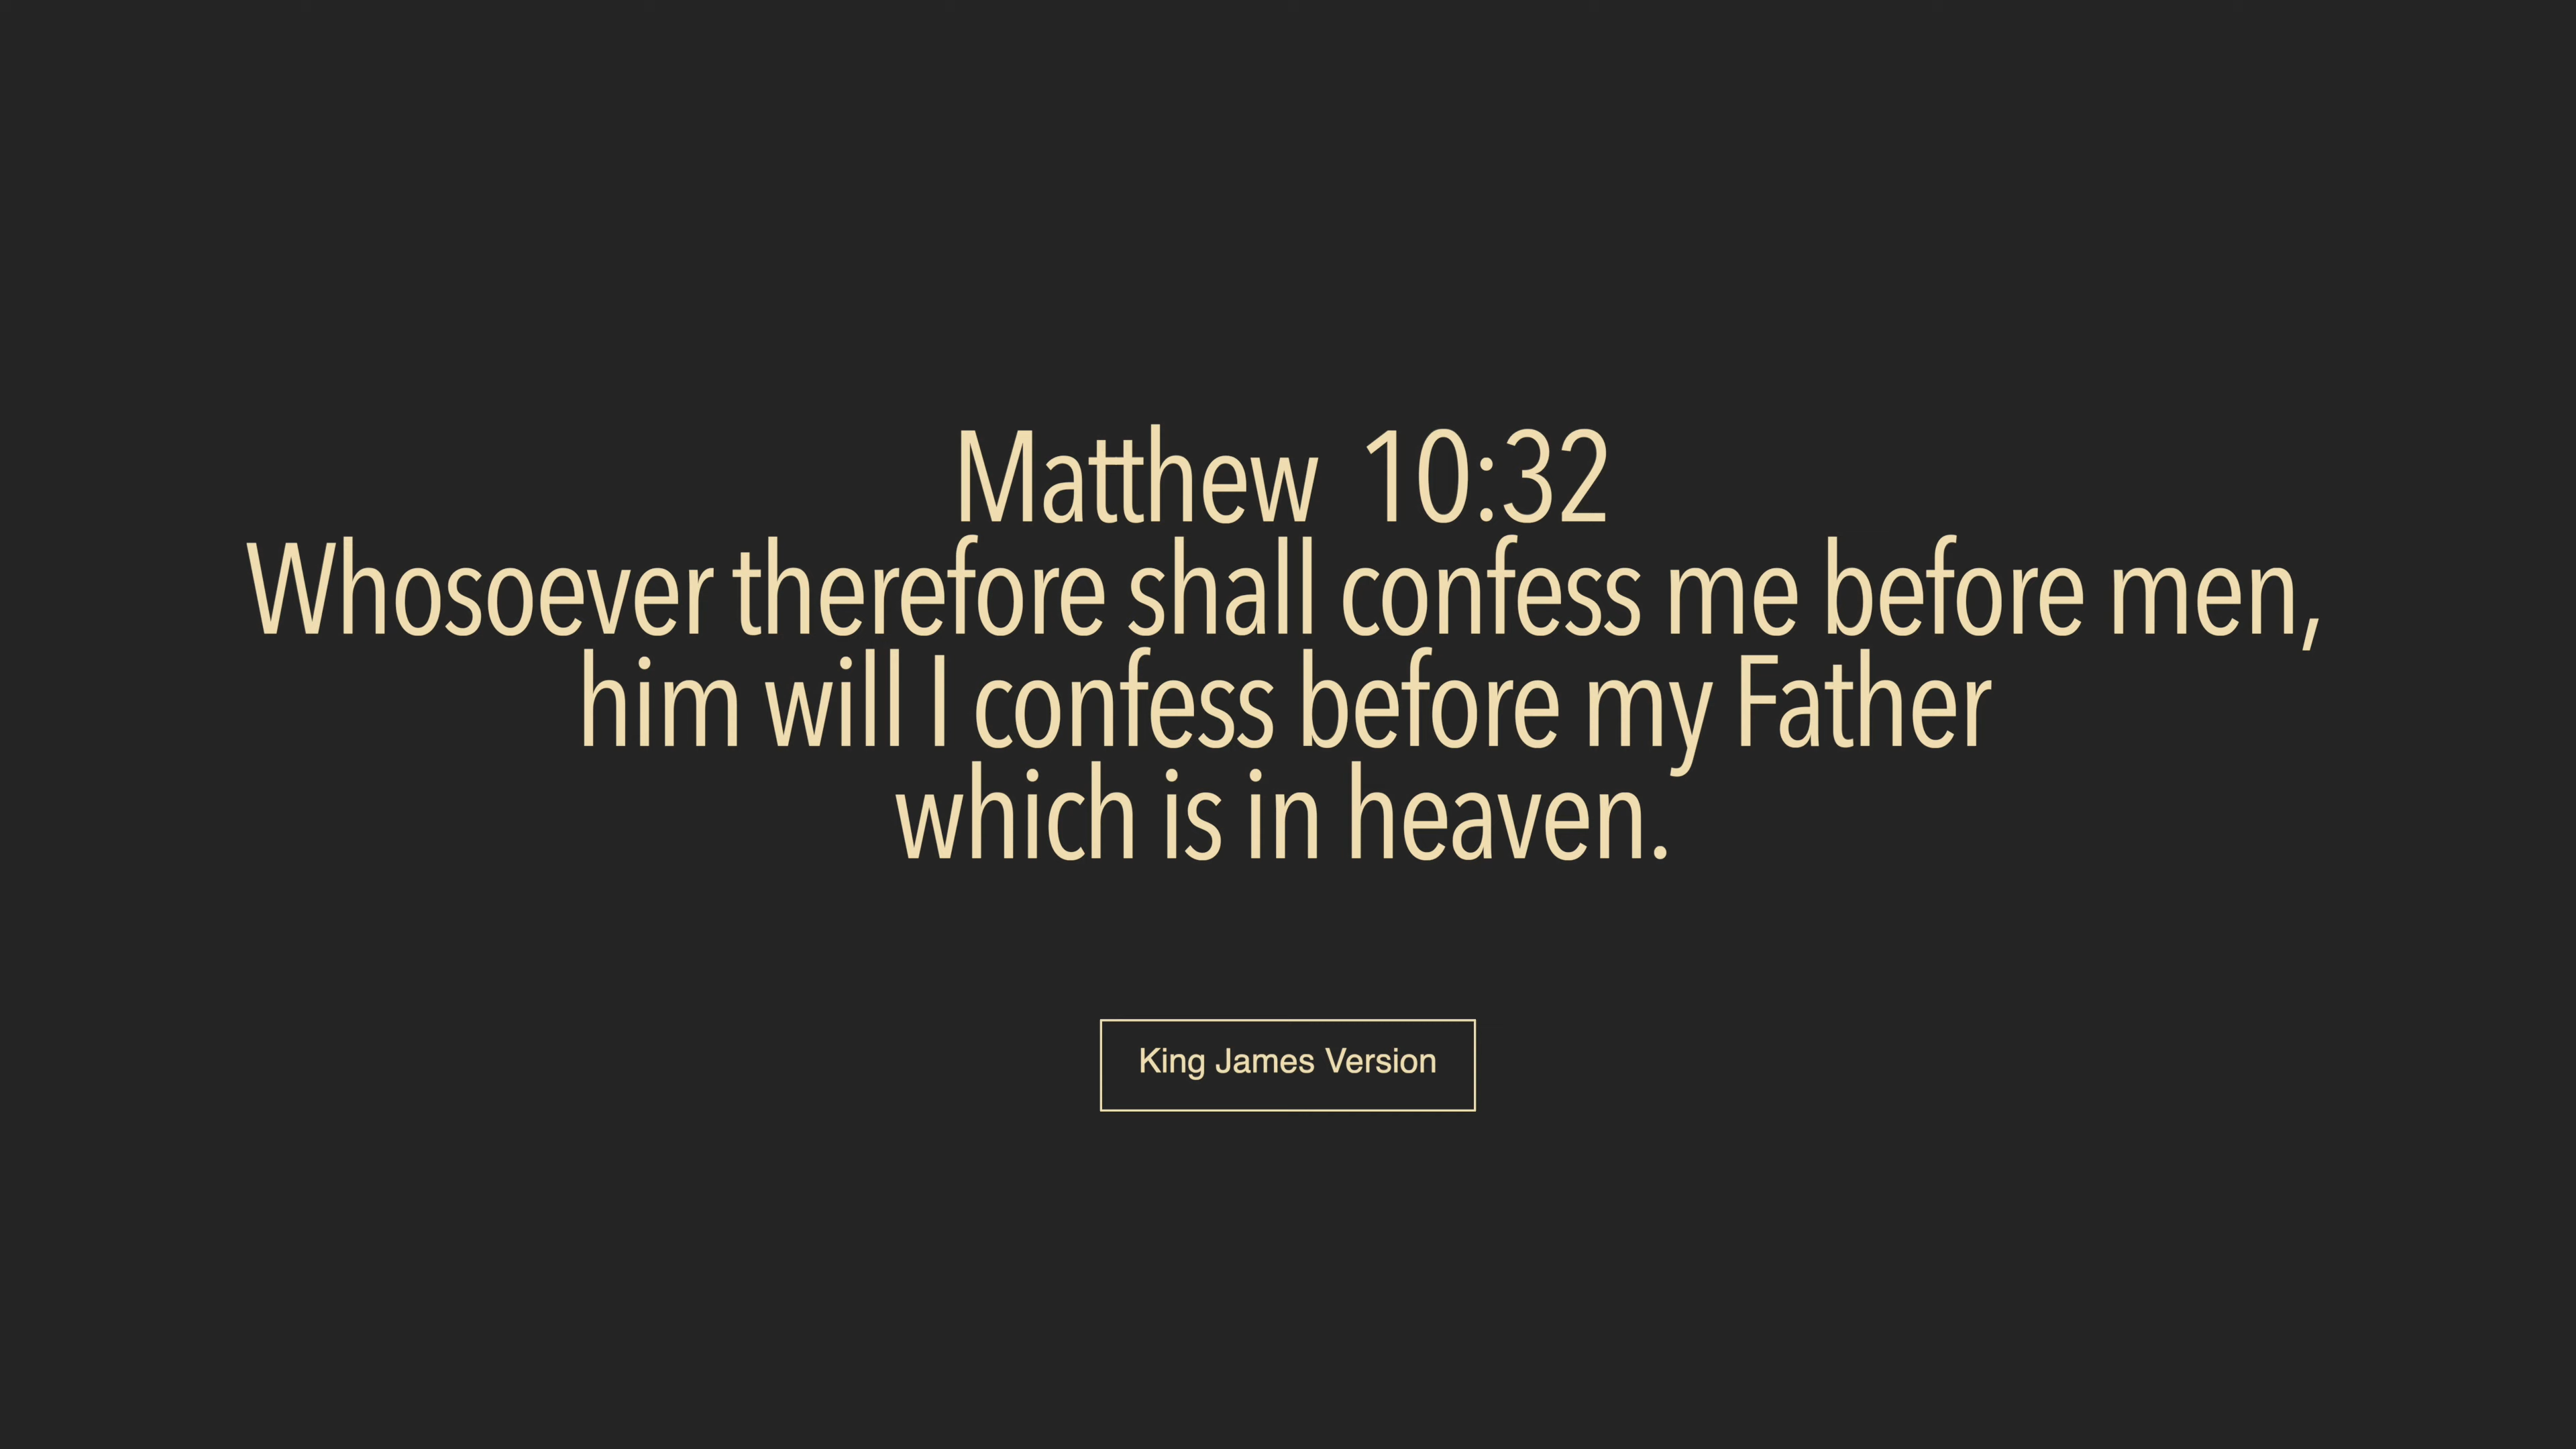 Matthew  10:32
Whosoever therefore shall confess me before men,
him will I confess before my Father
which is in heaven.
King James Version